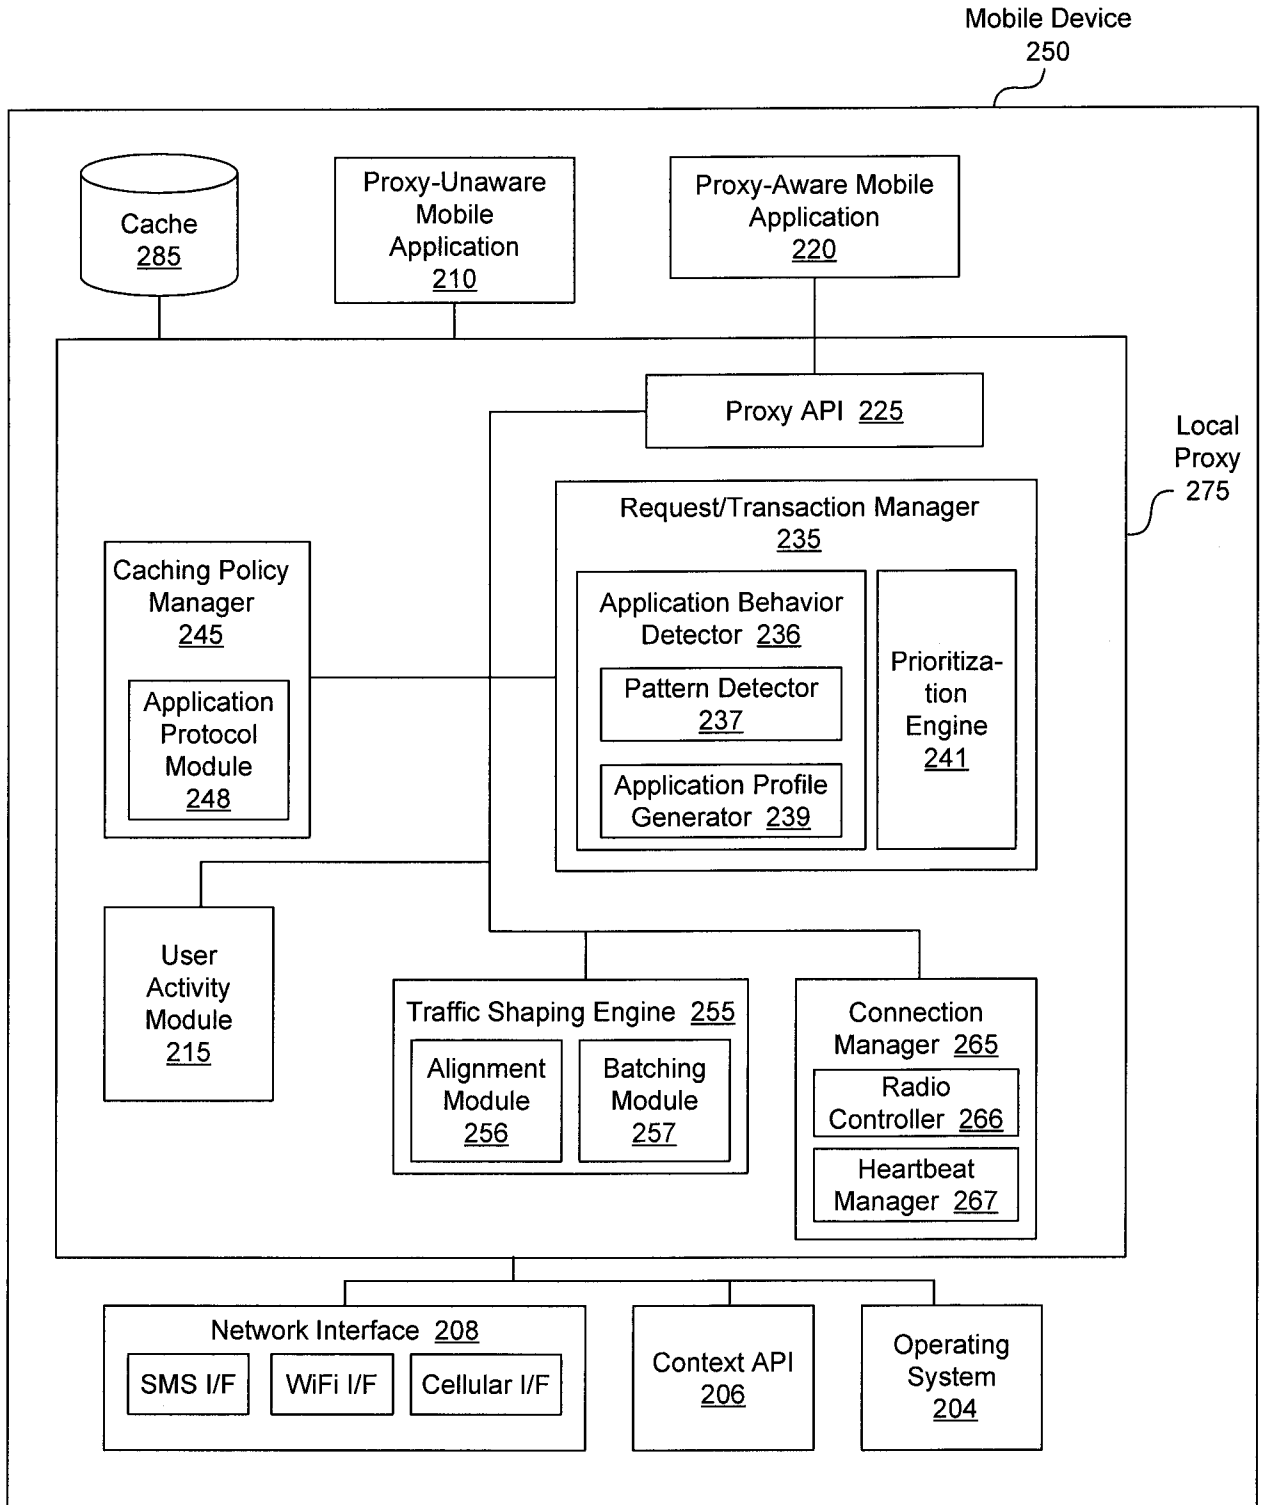 Mobile Device
250
Cache
285
Proxy-Unaware
Mobile
Application
210
Proxy-Aware Mobile
Application
220
Proxy API 225
Local
Proxy
275
Request/Transaction Manager
235
Caching Policy
Manager
245
Application
Protocol
Module
248
Application Behavior
Detector 236
Pattern Detector
237
Application Profile
Generator 239
Prioritiza-
tion
Engine
241
User
Activity
Module
215
Traffic Shaping Engine 255
Alignment
Module
256
Batching
Module
257
Connection
Manager 265
Radio
Controller 266
Heartbeat
Manager 267
Network Interface 208
SMS I/F
WiFi I/F
Cellular I/F
Context API
206
Operating
System
204